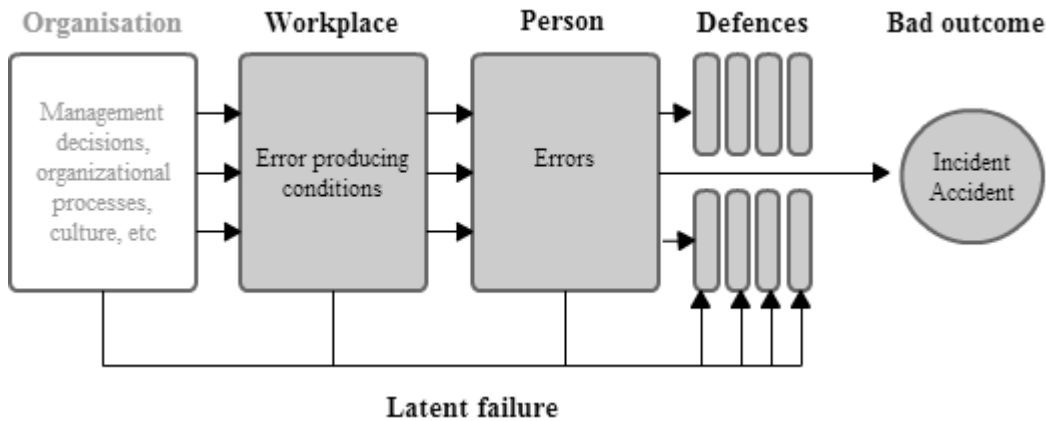 Organisation
Workplace
Person
Defences
Bad outcome
Management
decisions,
organizational
processes,
culture, etc
Error producing
conditions
Errors
Incident
Accident
Latent failure